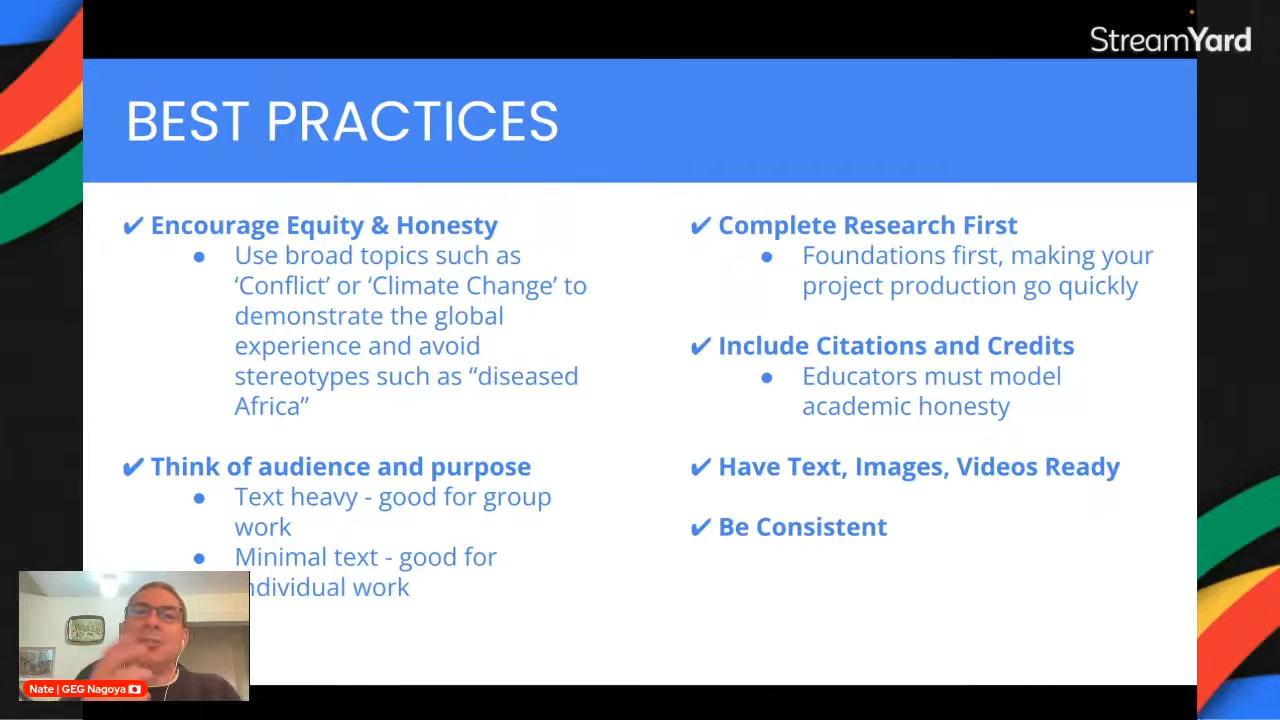 StreamYard
BEST PRACTICES
✔ Encourage Equity & Honesty
● Use broad topics such as
‘Conflict’ or ‘Climate Change’ to
demonstrate the global
experience and avoid
stereotypes such as “diseased
Africa”
✔ Think of audience and purpose
● Text heavy - good for group
work
● Minimal text - good for
ndividual work
✔ Complete Research First
● Foundations first, making your
project production go quickly
✔ Include Citations and Credits
● Educators must model
academic honesty
✔ Have Text, Images, Videos Ready
✔ Be Consistent
Nate | GEG Nagoya 🇯🇵